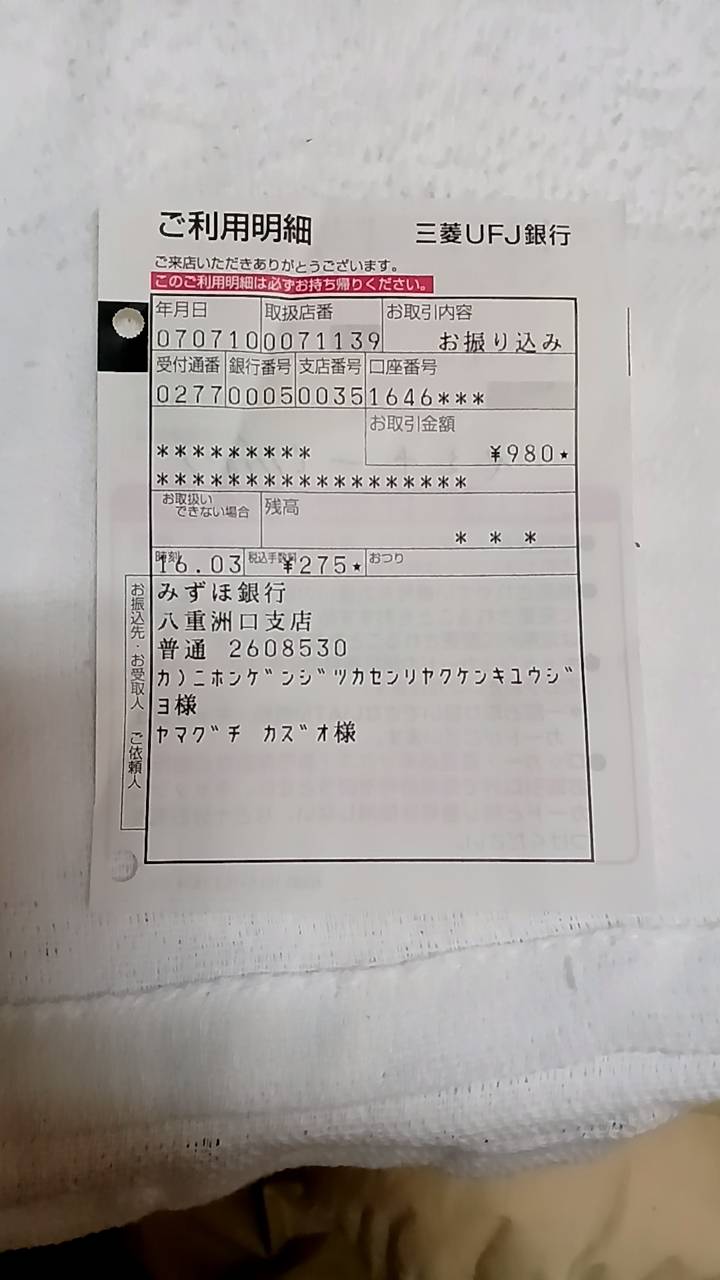 ご利用明細 三菱UFJ銀行
ご来店いただきありがとうございます。
このご利用明細は必ずお持ち帰りください。
年月日 取扱店番 お取引内容
070710 0071139 お振り込み
受付通番 銀行番号 支店番号 口座番号
0277 0005 0035 1646***
お取引金額
********* ¥980★
******************
お取扱いできない場合 残高
* * *
時刻 税込手数料 おつり
16.03 ¥275★
お振込先・お受取人 ご依頼人
みずほ銀行
八重洲口支店
普通 2608530
カ)ニホンゲンジツカセンリヤクケンキユウジ
ヨ様
ヤマグチ カズオ様